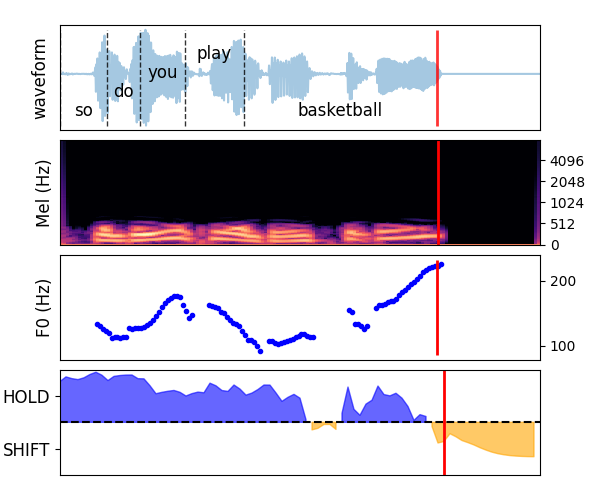 waveform
so
do
you
play
basketball
Mel (Hz)
4096
2048
1024
512
0
F0 (Hz)
200
100
HOLD
SHIFT